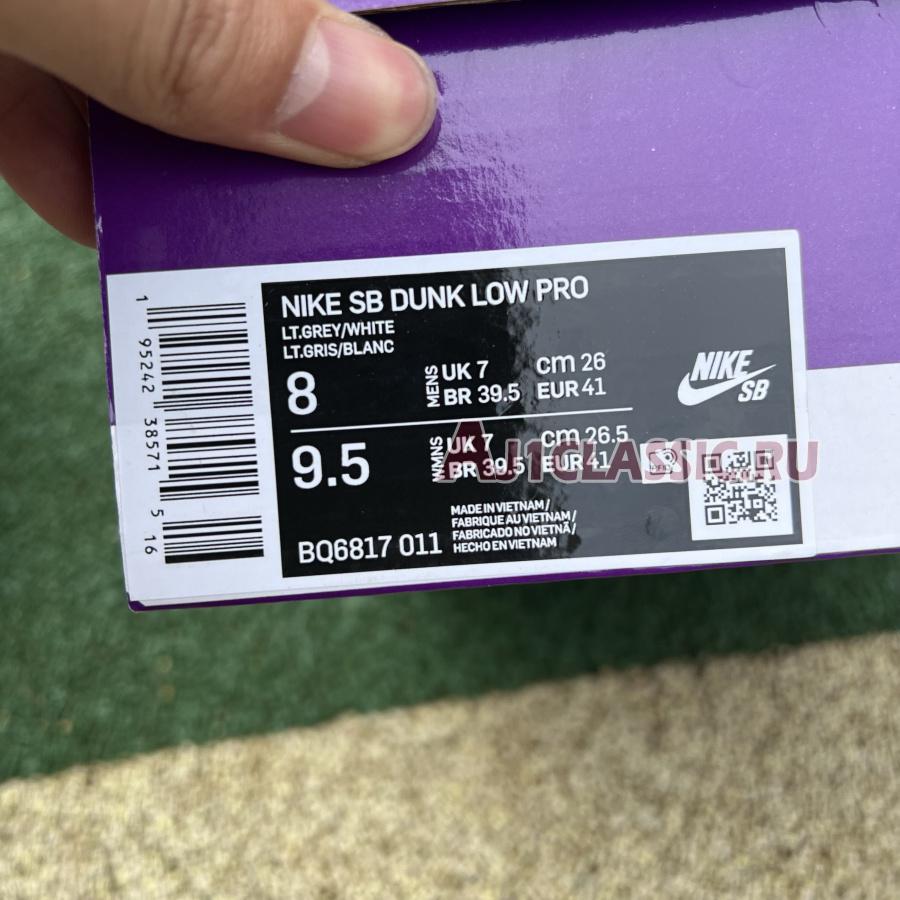 1 95242 38571 5 16
NIKE SB DUNK LOW PRO
LT.GREY/WHITE
LT.GRIS/BLANC
8
MENS
UK 7 cm 26
BR 39.5 EUR 41
9.5
WMNS
UK 7 cm 26.5
BR 39.5 EUR 41
BQ6817 011
MADE IN VIETNAM/
FABRIQUE AU VIETNAM/
FABRICADO NO VIETNÃ/
HECHO EN VIETNAM
NIKE
SB
AJ1CLASSIC.RU